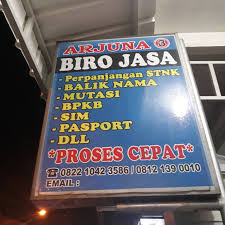 ARJUNA 3
BIRO JASA
- Perpanjangan STNK
- BALIK NAMA
- MUTASI
- BPKB
- SIM
- PASPORT
- DLL
*PROSES CEPAT*
☎ 0822 1042 3586 / 0812 139 0010
EMAIL :